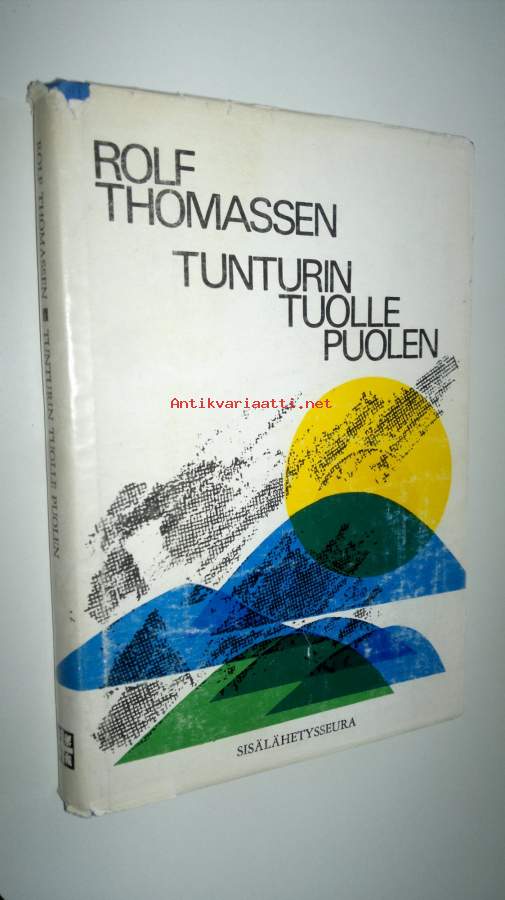 ROLF
THOMASSEN
TUNTURIN
TUOLLE
PUOLEN
Antikvariaatti.net
SISÄLÄHETYSSEURA
ROLF THOMASSEN TUNTURIN TUOLLE PUOLEN